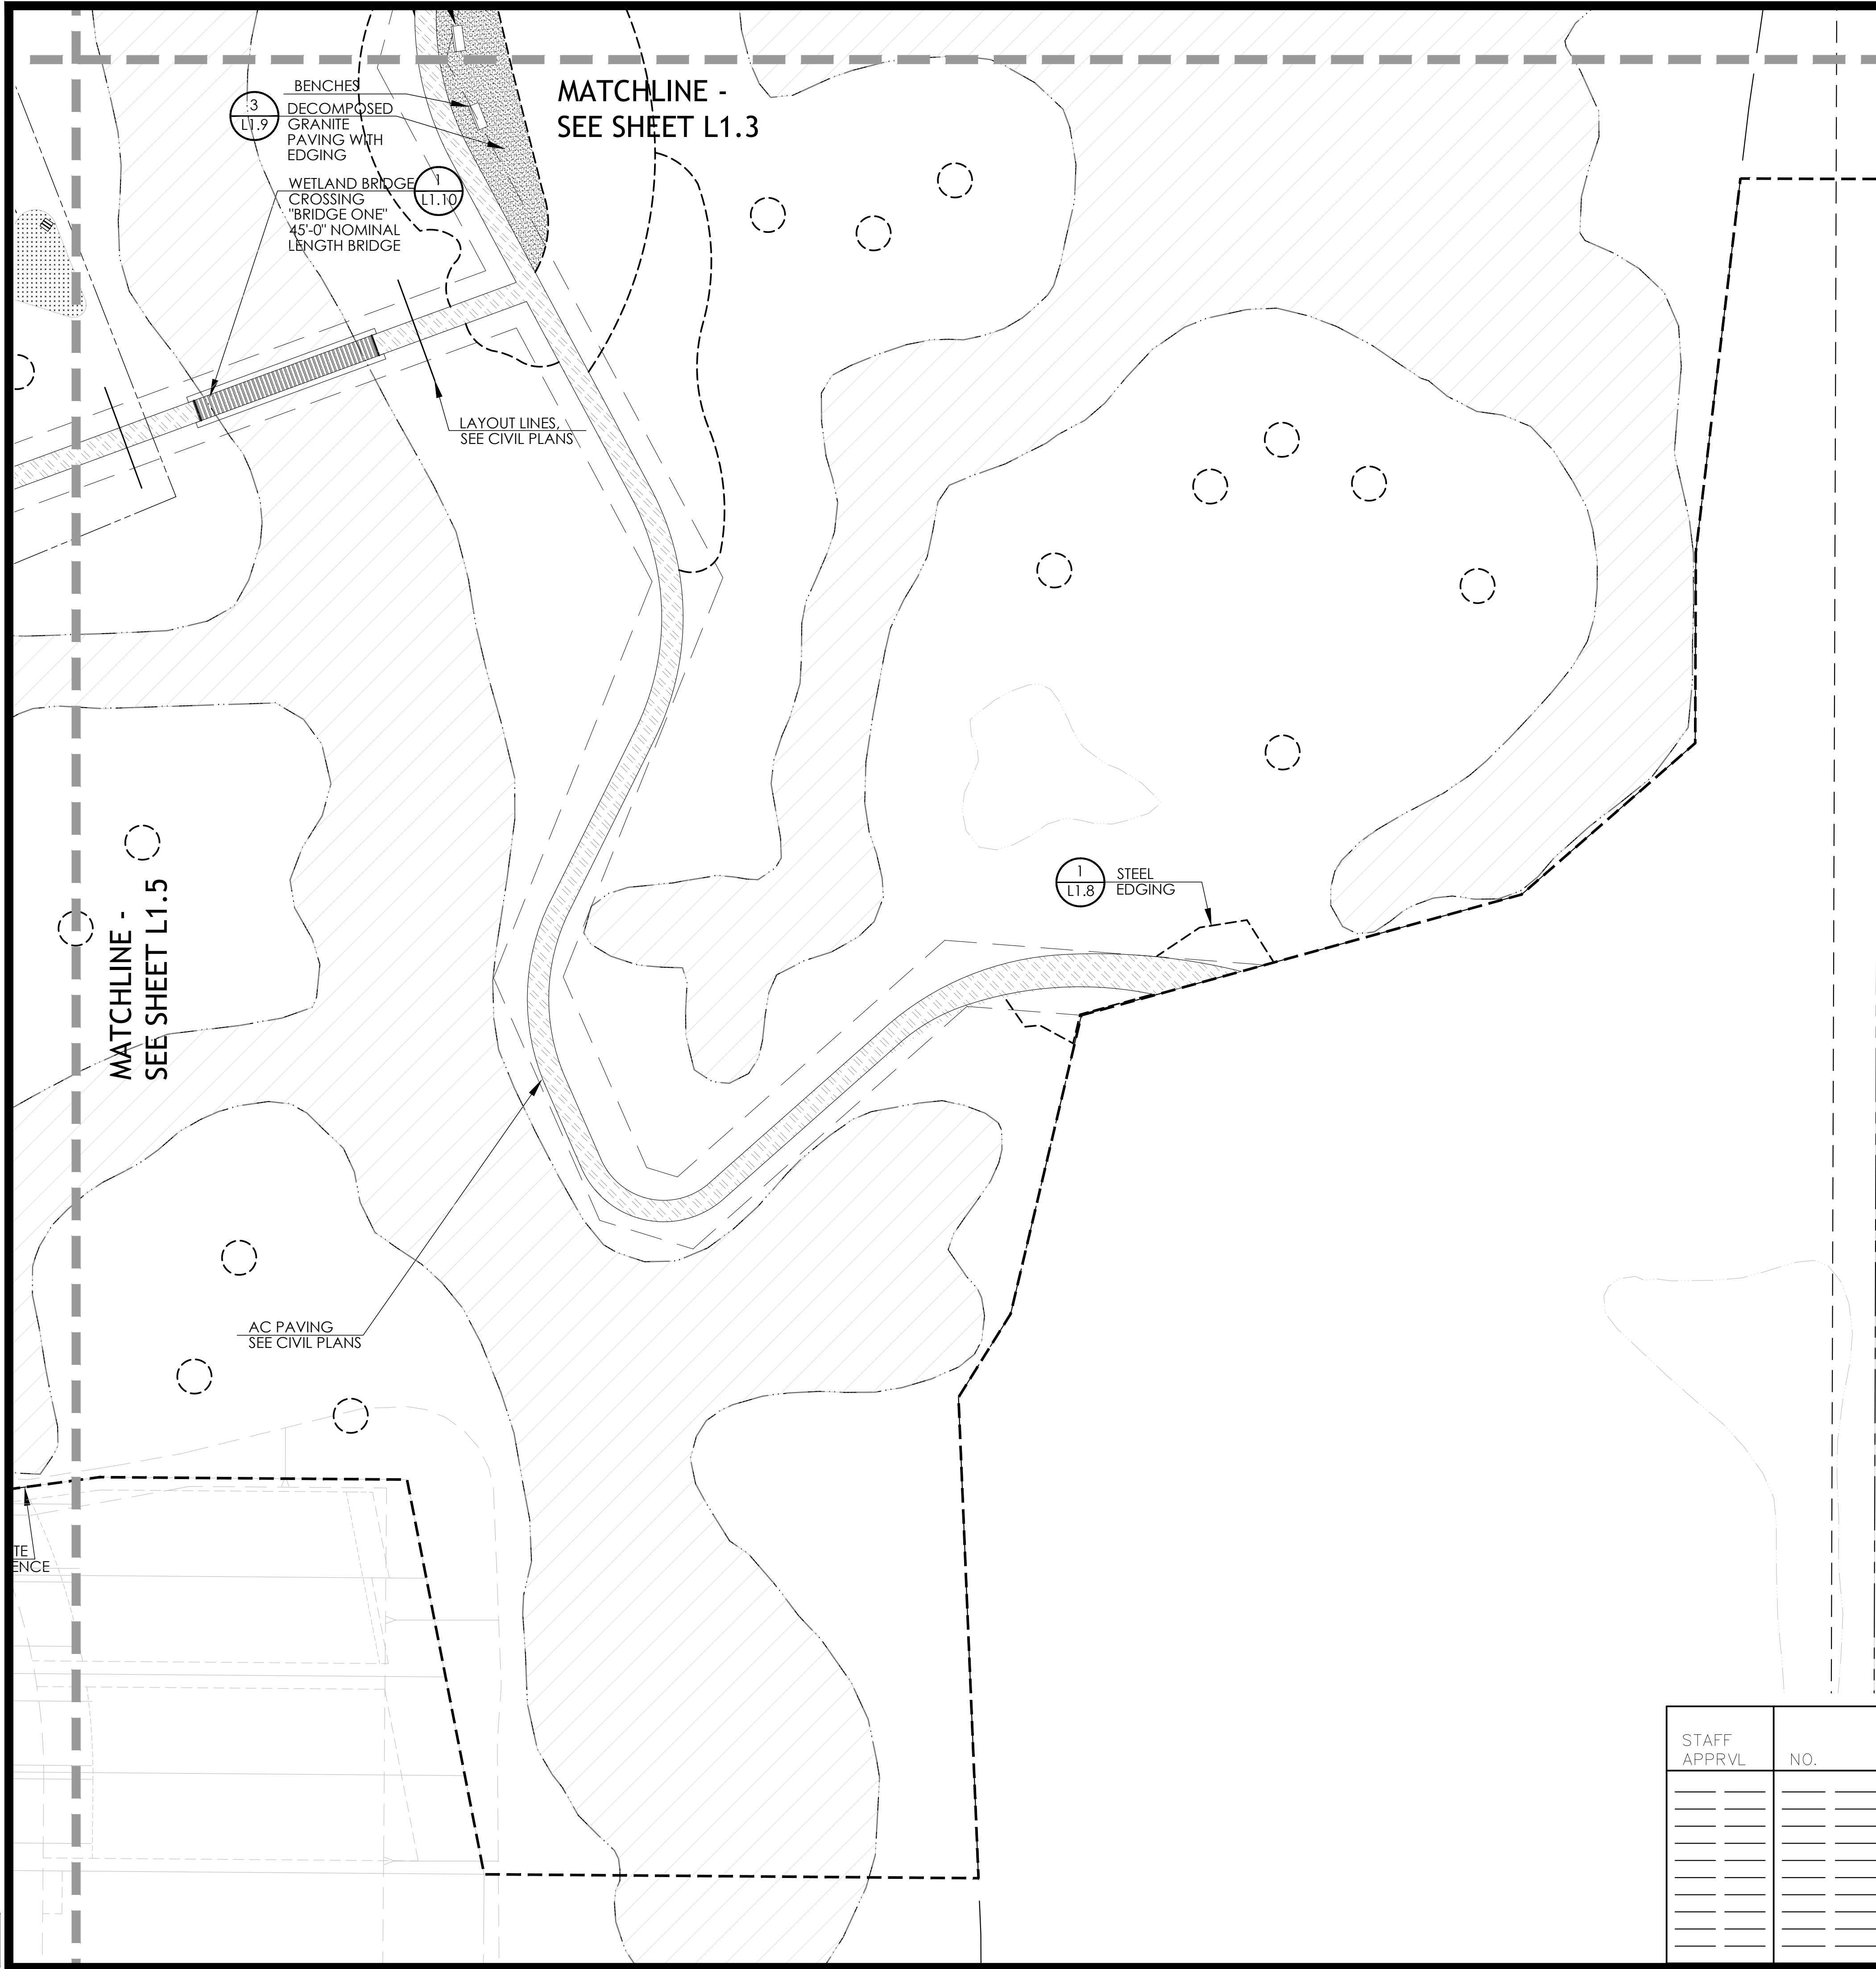 BENCHES
3
L1.9
DECOMPOSED
GRANITE
PAVING WITH
EDGING
MATCHLINE -
SEE SHEET L1.3
WETLAND BRIDGE
CROSSING
"BRIDGE ONE"
45'-0" NOMINAL
LENGTH BRIDGE
1
L1.10
LAYOUT LINES,
SEE CIVIL PLANS
MATCHLINE -
SEE SHEET L1.5
1
L1.8
STEEL
EDGING
AC PAVING
SEE CIVIL PLANS
TE
ENCE
STAFF
APPRVL
NO.